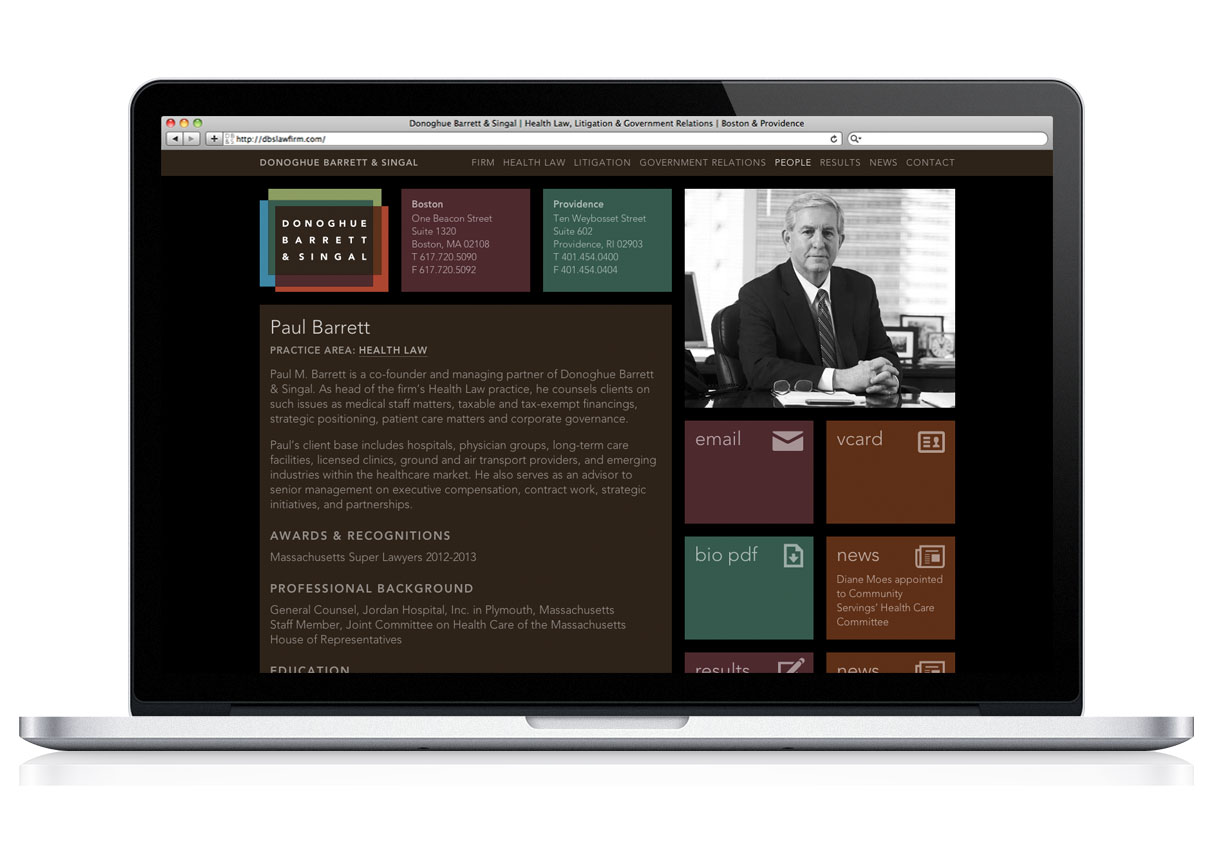 Donoghue Barrett & Singal | Health Law, Litigation & Government Relations | Boston & Providence
http://dbslawfirm.com/
DONOGHUE BARRETT & SINGAL
FIRM HEALTH LAW LITIGATION GOVERNMENT RELATIONS PEOPLE RESULTS NEWS CONTACT
DONOGHUE
BARRETT
& SINGAL
Boston
One Beacon Street
Suite 1320
Boston, MA 02108
T 617.720.5090
F 617.720.5092
Providence
Ten Weybosset Street
Suite 602
Providence, RI 02903
T 401.454.0400
F 401.454.0404
Paul Barrett
PRACTICE AREA: HEALTH LAW
Paul M. Barrett is a co-founder and managing partner of Donoghue Barrett
& Singal. As head of the firm's Health Law practice, he counsels clients on
such issues as medical staff matters, taxable and tax-exempt financings,
strategic positioning, patient care matters and corporate governance.
Paul's client base includes hospitals, physician groups, long-term care
facilities, licensed clinics, ground and air transport providers, and emerging
industries within the healthcare market. He also serves as an advisor to
senior management on executive compensation, contract work, strategic
initiatives, and partnerships.
AWARDS & RECOGNITIONS
Massachusetts Super Lawyers 2012-2013
PROFESSIONAL BACKGROUND
General Counsel, Jordan Hospital, Inc. in Plymouth, Massachusetts
Staff Member, Joint Committee on Health Care of the Massachusetts
House of Representatives
EDUCATION
email
vcard
bio pdf
news
Diane Moes appointed
to Community
Servings' Health Care
Committee
results
news